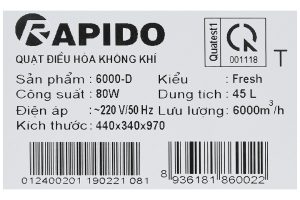 RAPIDO
QUẠT ĐIỀU HÒA KHÔNG KHÍ
Quatest1
001118
T
Sản phẩm : 6000-D Kiểu : Fresh
Công suất : 80W Dung tích : 45 L
Điện áp : ~220 V/50 Hz Lưu lượng : 6000m³/h
Kích thước : 440x340x970
012400201 190221 081
8 936181 860022